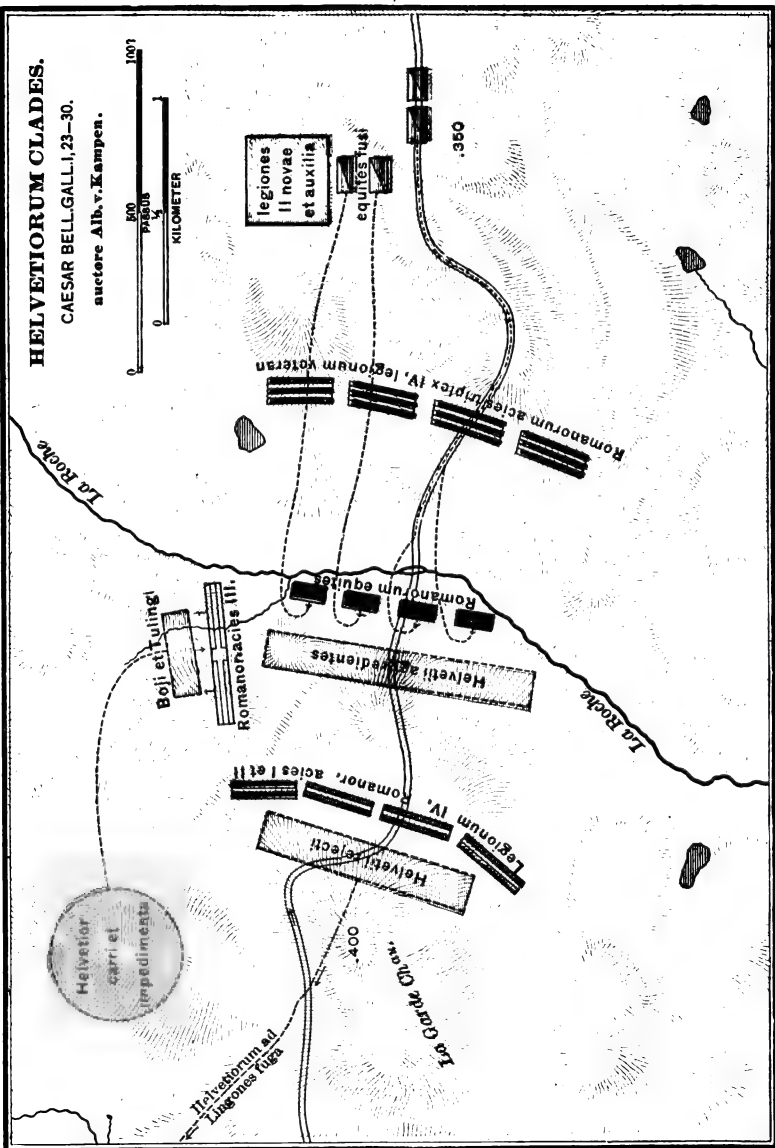 HELVETIORUM CLADES.
CAESAR BELL.GALL.I,23–30.
auctore Alb.v.Kampen.
0 500 1000
PASSUS
0 ½ 1
KILOMETER
legiones
II novae
et auxilia
equites fusi
.350
Romanorum acies triplex IV, legionum veteran
La Roche
Boji et Tulingi
Romanor.acies III.
Romanorum equites
Helvetii aggredientes
La Roche
Legionum IV, Romanor. acies I et II
Helvetii rejecti
Helvetior
carri et
impedimenta
.400
La Garde Chau.
Helvetiorum ad
Lingones fuga